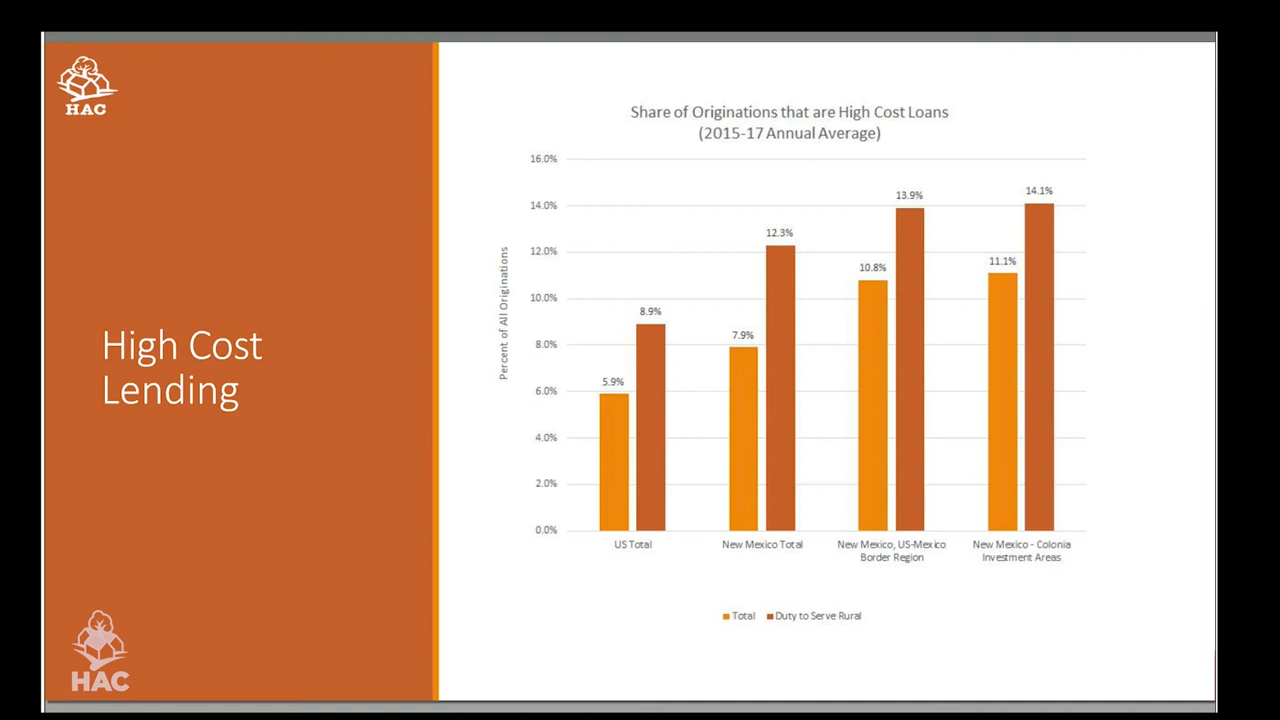 HAC
High Cost
Lending
HAC
Share of Originations that are High Cost Loans
(2015-17 Annual Average)
Percent of All Originations
16.0%
14.0%
12.0%
10.0%
8.0%
6.0%
4.0%
2.0%
0.0%
5.9%
8.9%
7.9%
12.3%
10.8%
13.9%
11.1%
14.1%
US Total
New Mexico Total
New Mexico, US-Mexico
Border Region
New Mexico - Colonia
Investment Areas
Total
Duty to Serve Rural